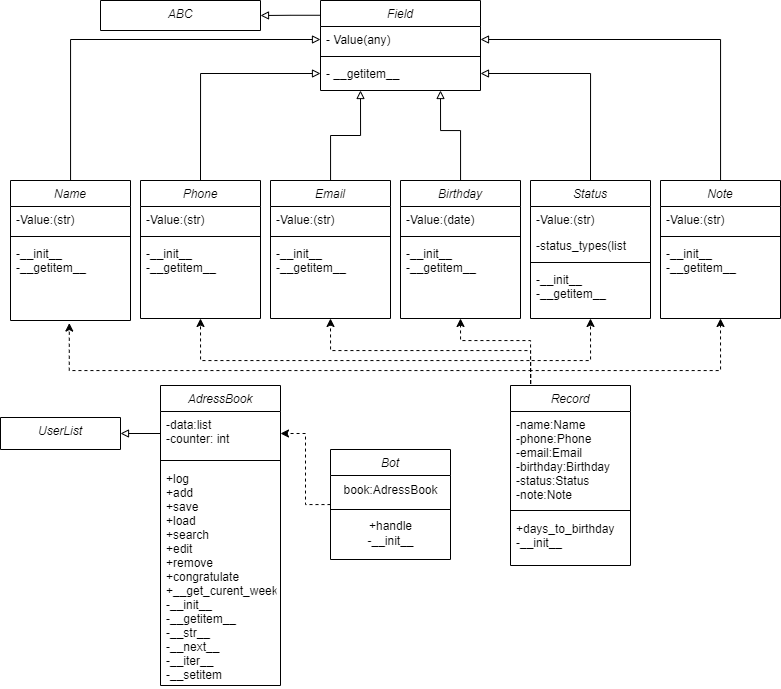 ABC
Field
- Value(any)
- __getitem__
Name
-Value:(str)
-__init__
-__getitem__
Phone
-Value:(str)
-__init__
-__getitem__
Email
-Value:(str)
-__init__
-__getitem__
Birthday
-Value:(date)
-__init__
-__getitem__
Status
-Value:(str)
-status_types(list
-__init__
-__getitem__
Note
-Value:(str)
-__init__
-__getitem__
UserList
AdressBook
-data:list
-counter: int
+log
+add
+save
+load
+search
+edit
+remove
+congratulate
+__get_curent_week
-__init__
-__getitem__
-__str__
-__next__
-__iter__
-__setitem
Bot
book:AdressBook
+handle
-__init__
Record
-name:Name
-phone:Phone
-email:Email
-birthday:Birthday
-status:Status
-note:Note
+days_to_birthday
-__init__